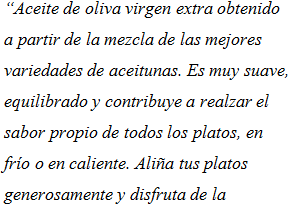 “Aceite de oliva virgen extra obtenido
a partir de la mezcla de las mejores
variedades de aceitunas. Es muy suave,
equilibrado y contribuye a realzar el
sabor propio de todos los platos, en
frío o en caliente. Aliña tus platos
generosamente y disfruta de la